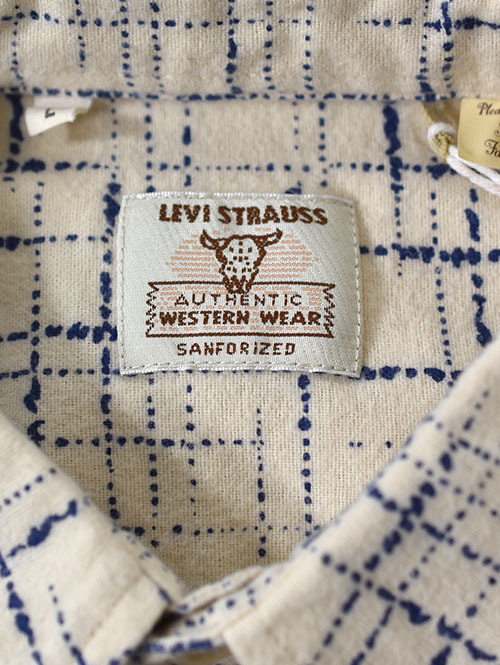 LEVI STRAUSS
AUTHENTIC
WESTERN WEAR
SANFORIZED